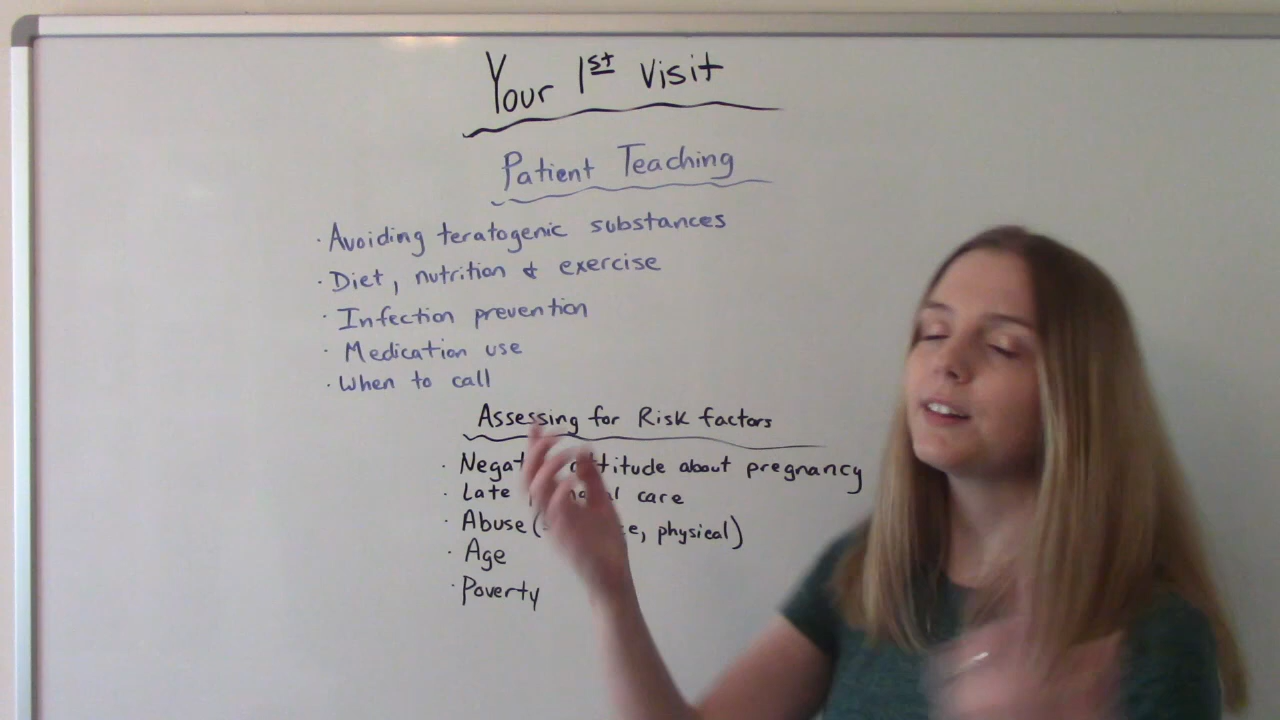 Your 1st visit
Patient Teaching
· Avoiding teratogenic substances
· Diet, nutrition & exercise
· Infection prevention
· Medication use
· When to call
Assessing for Risk factors
· attitude about pregnancy
· Late care
· Abuse ( physical)
· Age
· Poverty